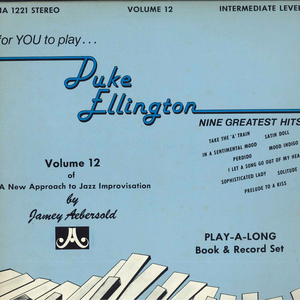 JA 1221 STEREO VOLUME 12 INTERMEDIATE LEVEL
for YOU to play...
Duke
Ellington
NINE GREATEST HITS
TAKE THE 'A' TRAIN SATIN DOLL
IN A SENTIMENTAL MOOD MOOD INDIGO
PERDIDO
I LET A SONG GO OUT OF MY HEART
SOPHISTICATED LADY SOLITUDE
PRELUDE TO A KISS
Volume 12
of
A New Approach to Jazz Improvisation
by
Jamey Aebersold
JA
PLAY-A-LONG
Book & Record Set